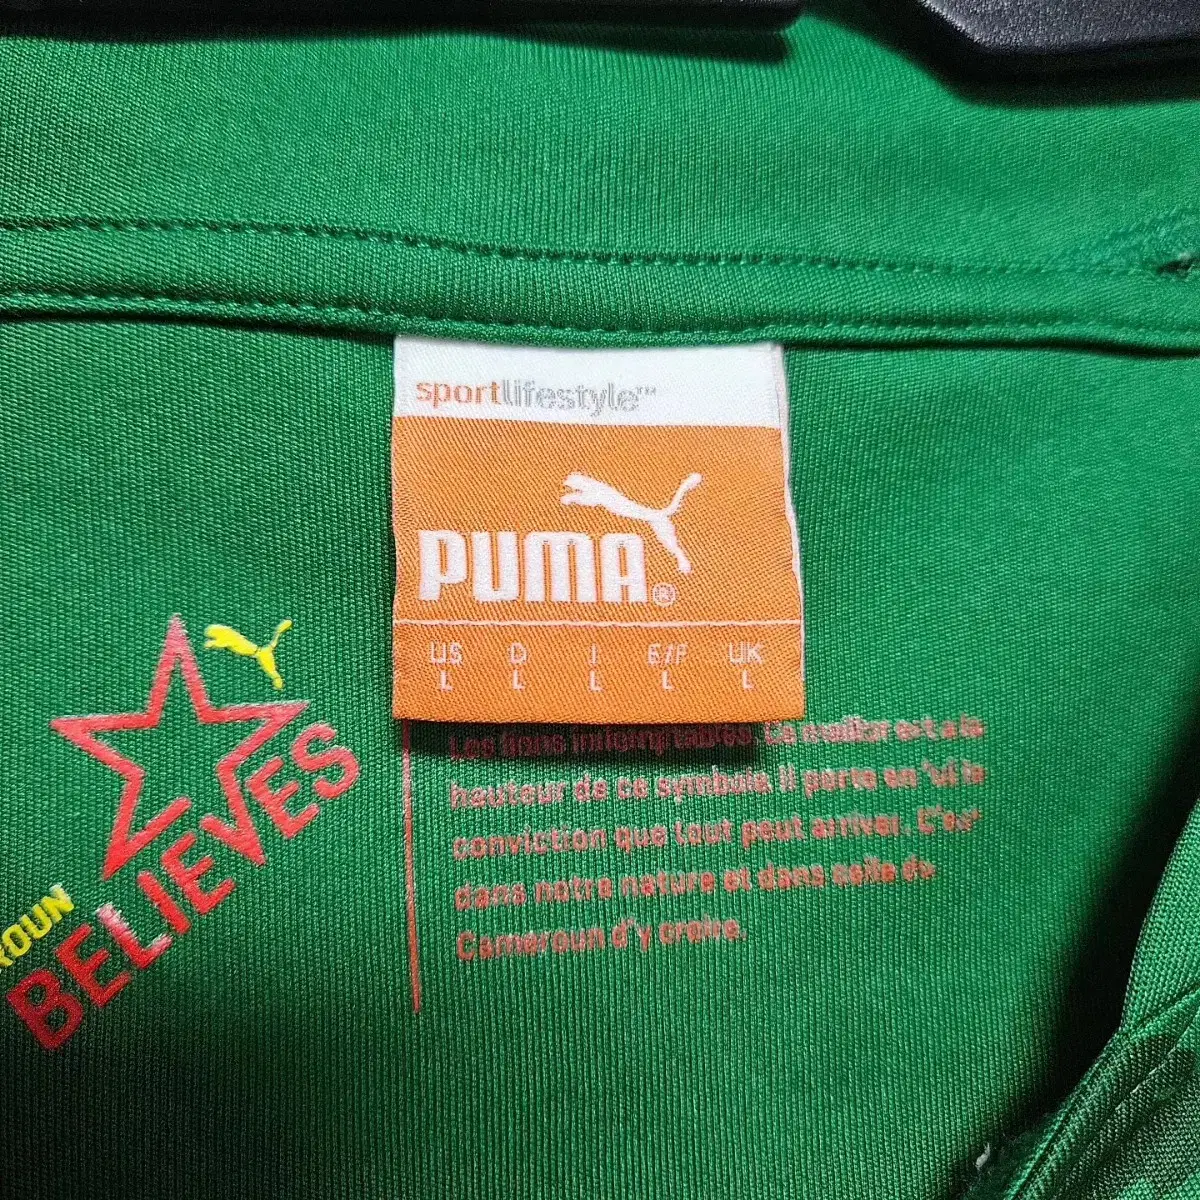 sportlifestyle™
PUMA®
US D I E/F UK
L L L L L
Les lions indomptables. Le meilleur est a la
hauteur de ce symbole. Il porte en lui la
conviction que tout peut arriver. C'est
dans notre nature et dans celle du
Cameroun d'y croire.
ROUN
BELIEVES